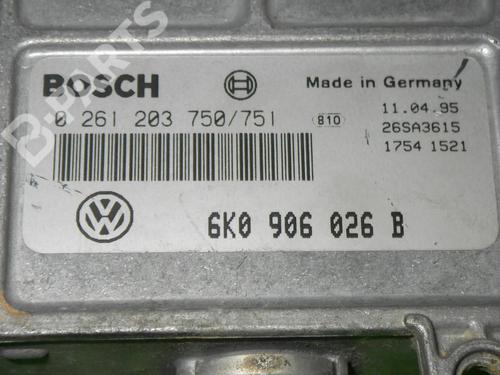 B-PARTS
BOSCH
Made in Germany
0 261 203 750/751
810
11.04.95
26SA3615
1754 1521
VW
6K0 906 026 B